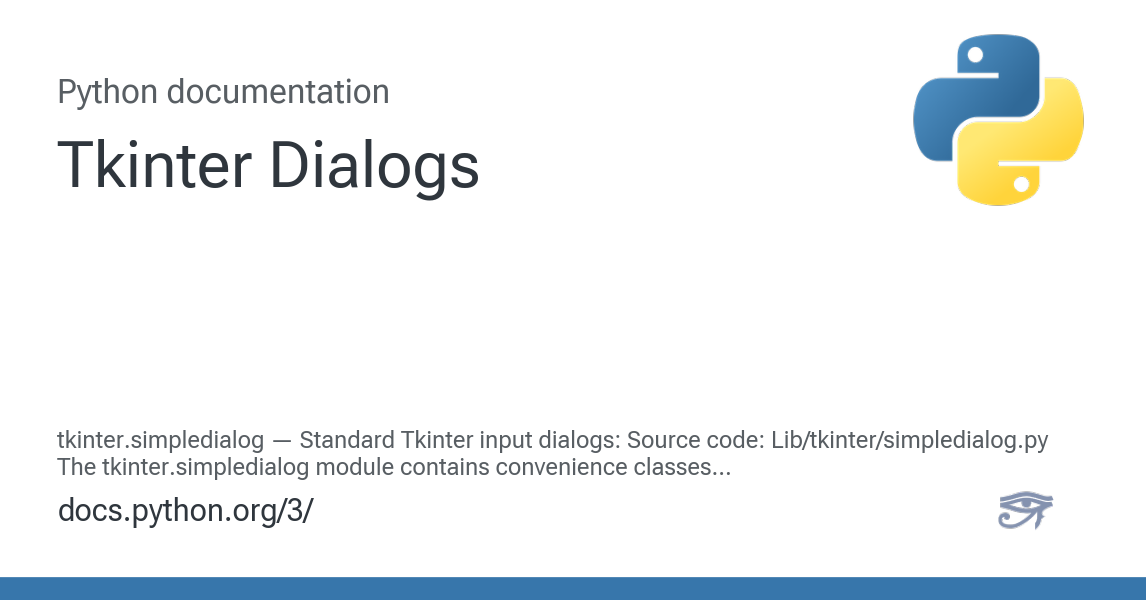 Python documentation
Tkinter Dialogs
tkinter.simpledialog — Standard Tkinter input dialogs: Source code: Lib/tkinter/simpledialog.py
The tkinter.simpledialog module contains convenience classes...
docs.python.org/3/